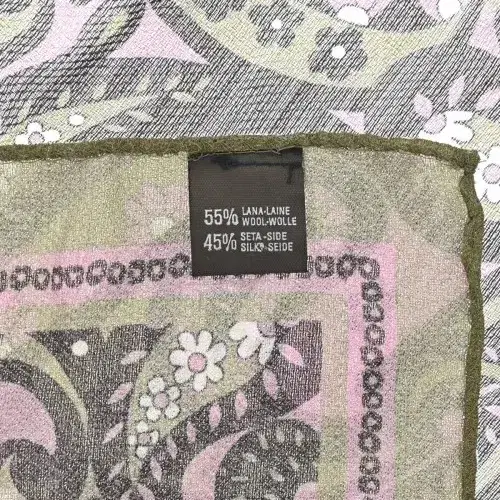 55% LANA-LAINE
WOOL-WOLLE
45% SETA-SIDE
SILK-SEIDE